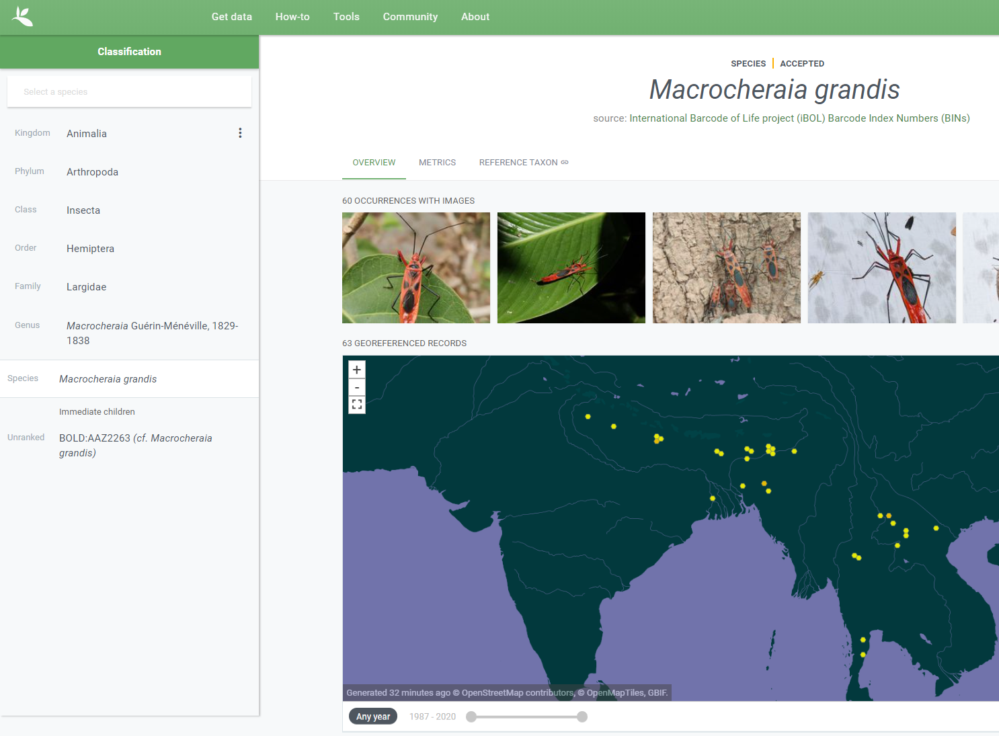 Get data How-to Tools Community About
Classification
Select a species
Kingdom Animalia
Phylum Arthropoda
Class Insecta
Order Hemiptera
Family Largidae
Genus Macrocheraia Guérin-Ménéville, 1829-
1838
Species Macrocheraia grandis
Immediate children
Unranked BOLD:AAZ2263 (cf. Macrocheraia
grandis)
SPECIES ACCEPTED
Macrocheraia grandis
source: International Barcode of Life project (iBOL) Barcode Index Numbers (BINs)
OVERVIEW METRICS REFERENCE TAXON
60 OCCURRENCES WITH IMAGES
63 GEOREFERENCED RECORDS
+
-
Generated 32 minutes ago © OpenStreetMap contributors, © OpenMapTiles, GBIF.
Any year 1987 - 2020